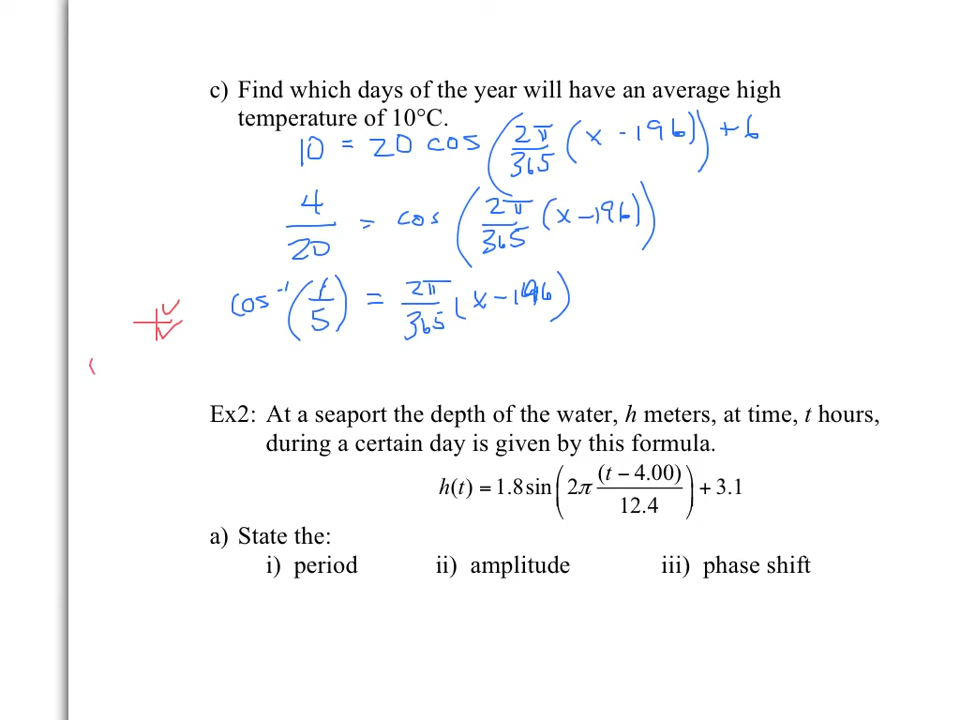 c) Find which days of the year will have an average high
temperature of 10°C.
10 = 20 cos (2π/365 (x - 196)) + 6
4/20 = cos (2π/365 (x - 196))
cos⁻¹ (1/5) = 2π/365 (x - 196)
Ex2: At a seaport the depth of the water, h meters, at time, t hours,
during a certain day is given by this formula.
h(t) = 1.8 sin (2π (t − 4.00)/12.4) + 3.1
a) State the:
i) period ii) amplitude iii) phase shift